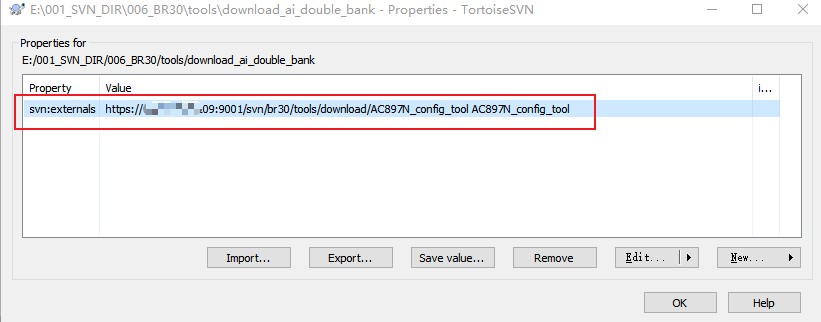 E:\001_SVN_DIR\006_BR30\tools\download_ai_double_bank - Properties - TortoiseSVN
Properties for
E:/001_SVN_DIR/006_BR30/tools/download_ai_double_bank
Property Value i...
svn:externals https:// .09:9001/svn/br30/tools/download/AC897N_config_tool AC897N_config_tool
Import... Export... Save value... Remove Edit... New...
OK Help